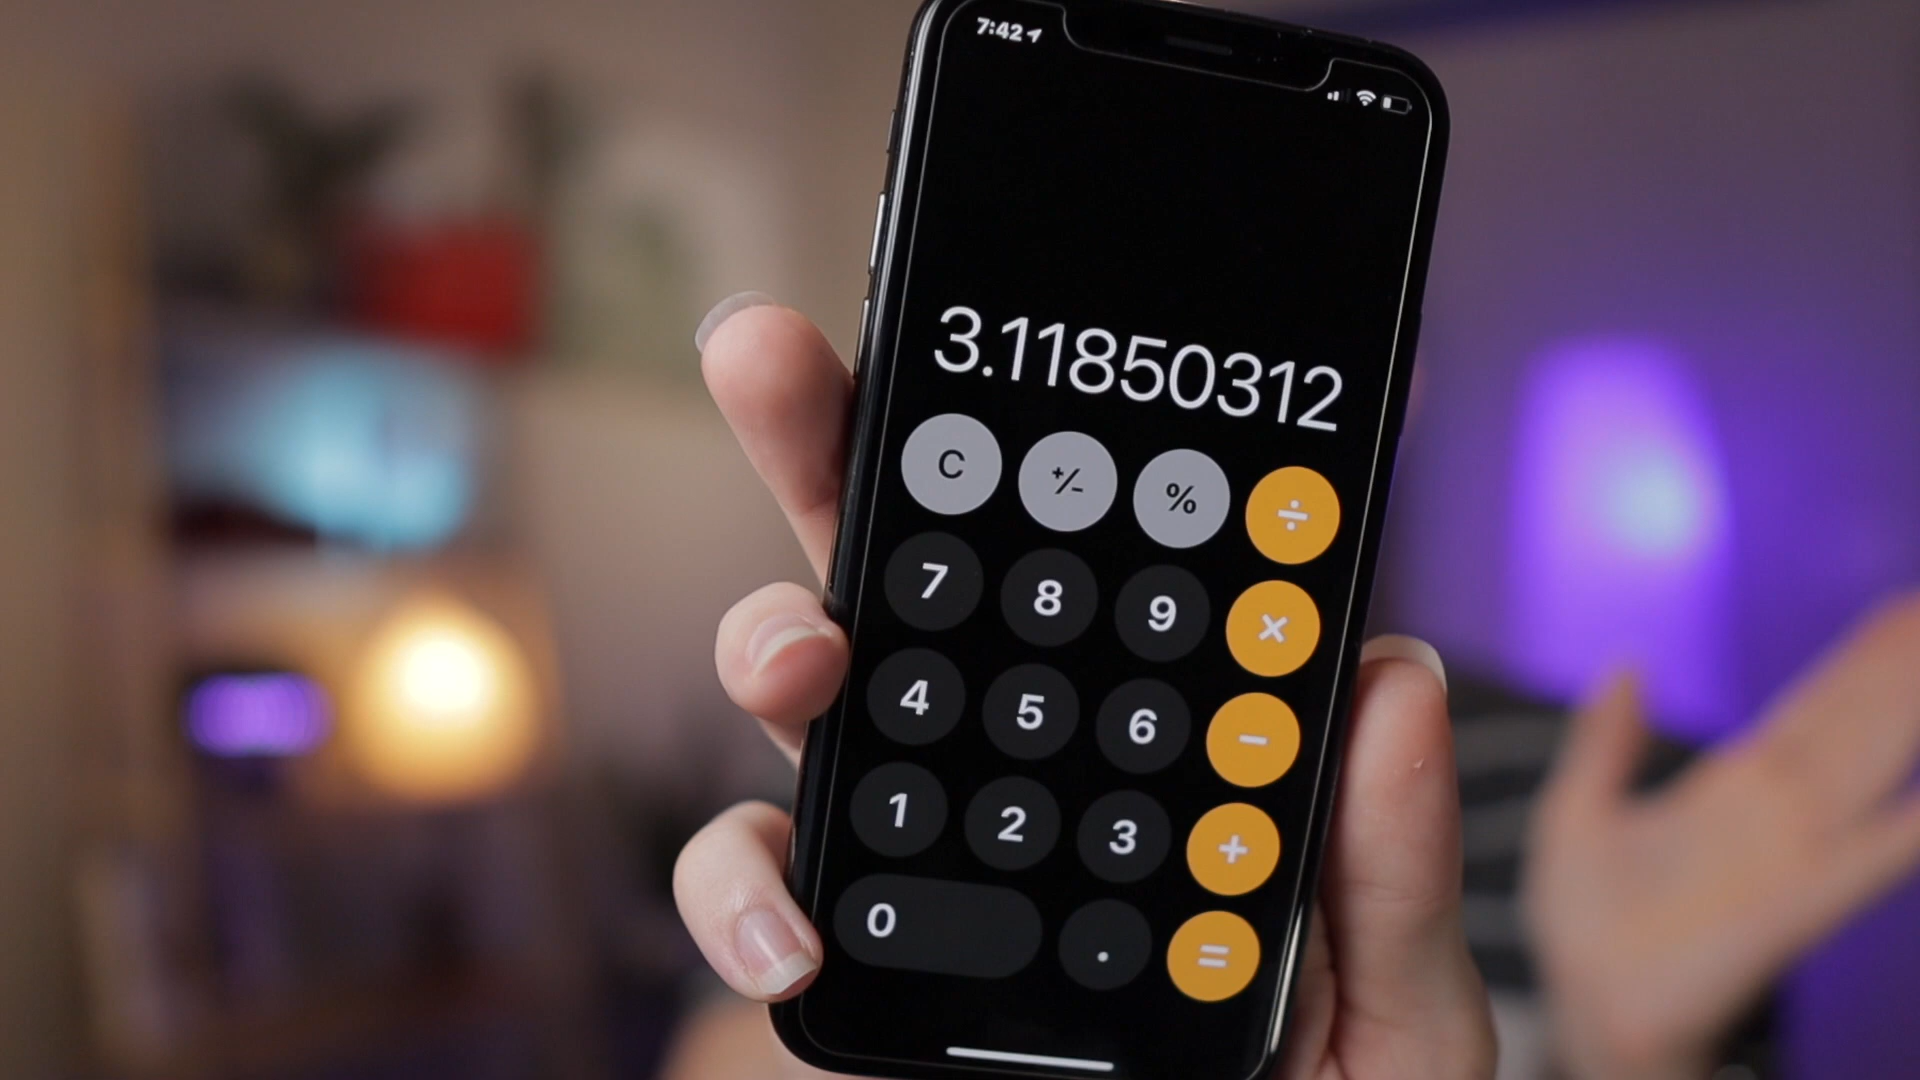 7:42
3.11850312
C +/- % ÷
7 8 9 ×
4 5 6 −
1 2 3 +
0 . =